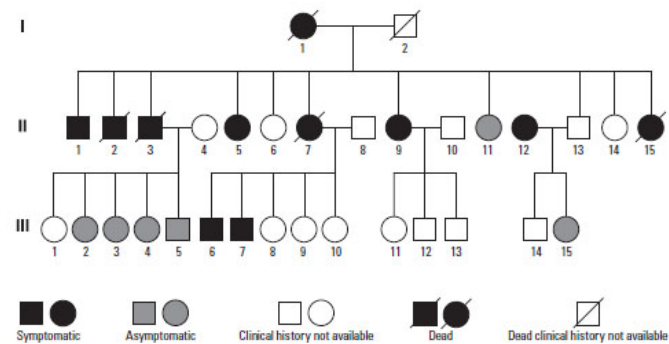 I
1 2
II
1 2 3 4 5 6 7 8 9 10 11 12 13 14 15
III
1 2 3 4 5 6 7 8 9 10 11 12 13 14 15
Symptomatic Asymptomatic Clinical history not available Dead Dead clinical history not available